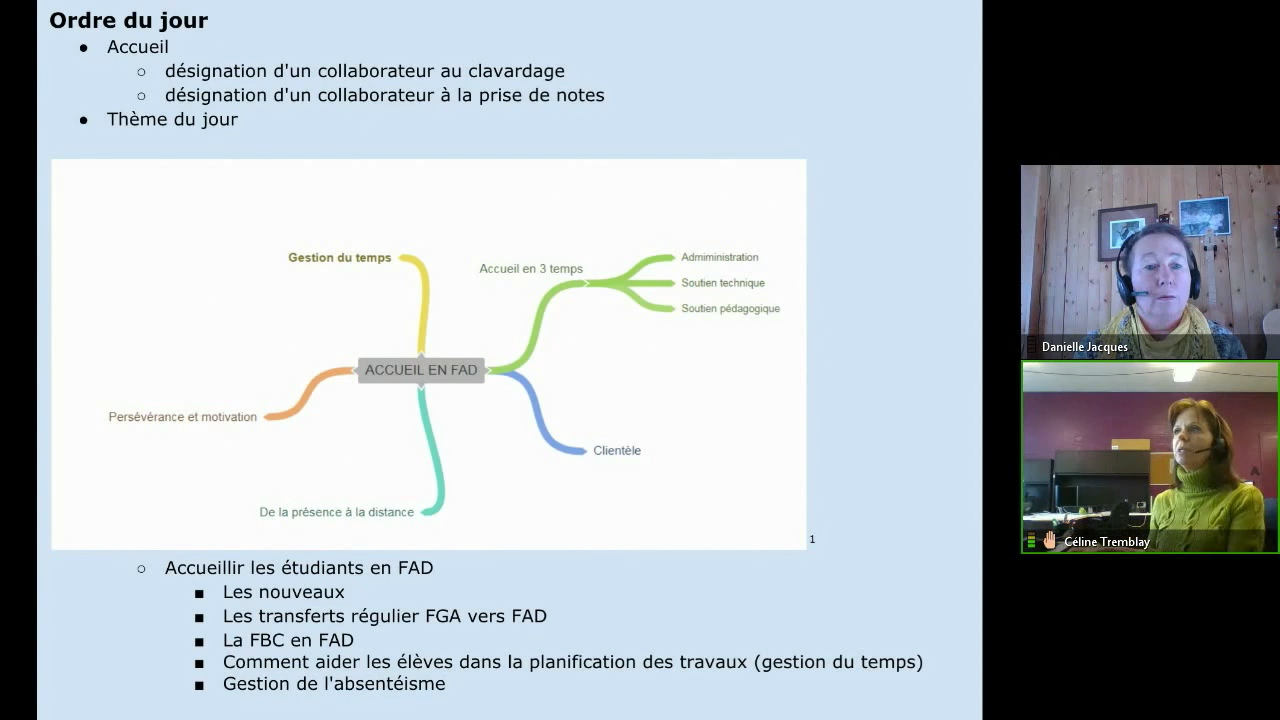 Ordre du jour
● Accueil
○ désignation d'un collaborateur au clavardage
○ désignation d'un collaborateur à la prise de notes
● Thème du jour
Gestion du temps
Accueil en 3 temps
Admiministration
Soutien technique
Soutien pédagogique
ACCUEIL EN FAD
Persévérance et motivation
Clientèle
De la présence à la distance
1
○ Accueillir les étudiants en FAD
■ Les nouveaux
■ Les transferts régulier FGA vers FAD
■ La FBC en FAD
■ Comment aider les élèves dans la planification des travaux (gestion du temps)
■ Gestion de l'absentéisme
Danielle Jacques
Céline Tremblay